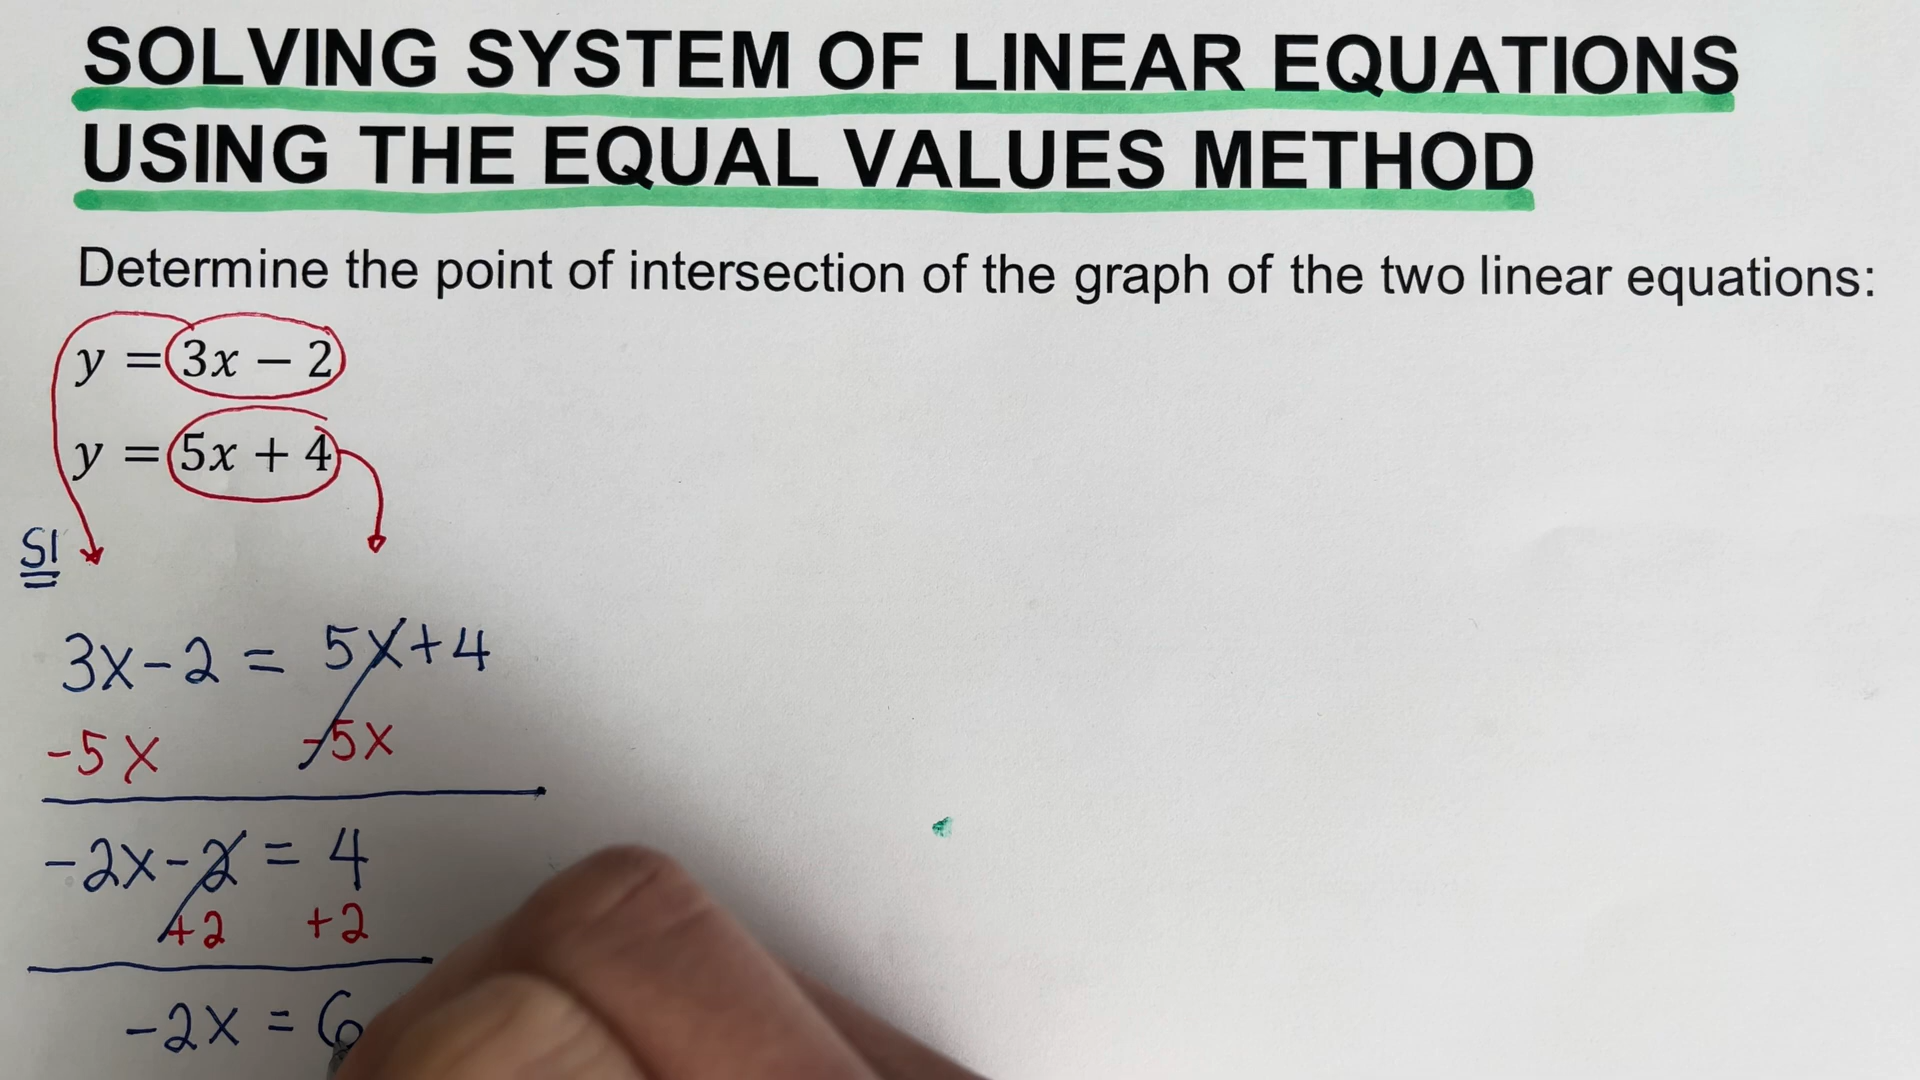 SOLVING SYSTEM OF LINEAR EQUATIONS
USING THE EQUAL VALUES METHOD
Determine the point of intersection of the graph of the two linear equations:
y = 3x − 2
y = 5x + 4
S1
3x-2 = 5x+4
-5x -5x
-2x-2 = 4
+2 +2
-2x = 6